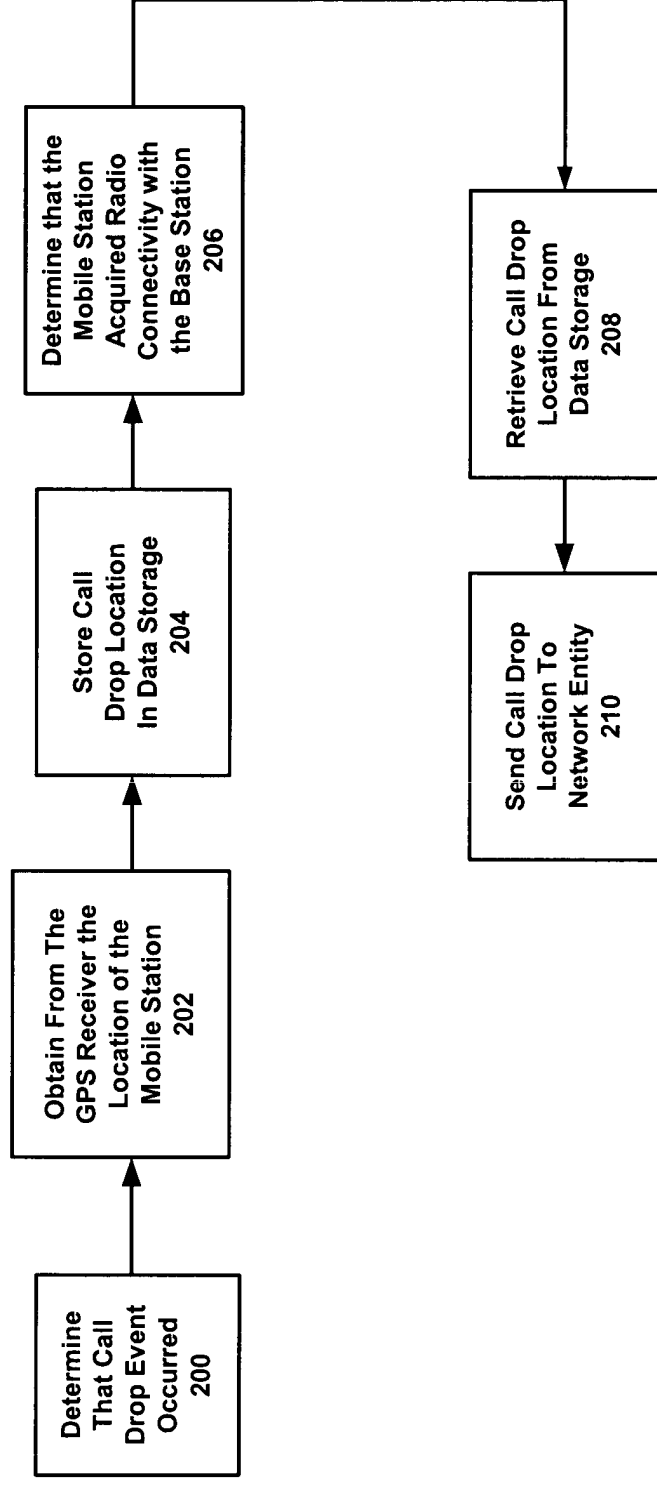 Determine
That Call
Drop Event
Occurred
200
Obtain From The
GPS Receiver the
Location of the
Mobile Station
202
Store Call
Drop Location
In Data Storage
204
Determine that the
Mobile Station
Acquired Radio
Connectivity with
the Base Station
206
Retrieve Call Drop
Location From
Data Storage
208
Send Call Drop
Location To
Network Entity
210